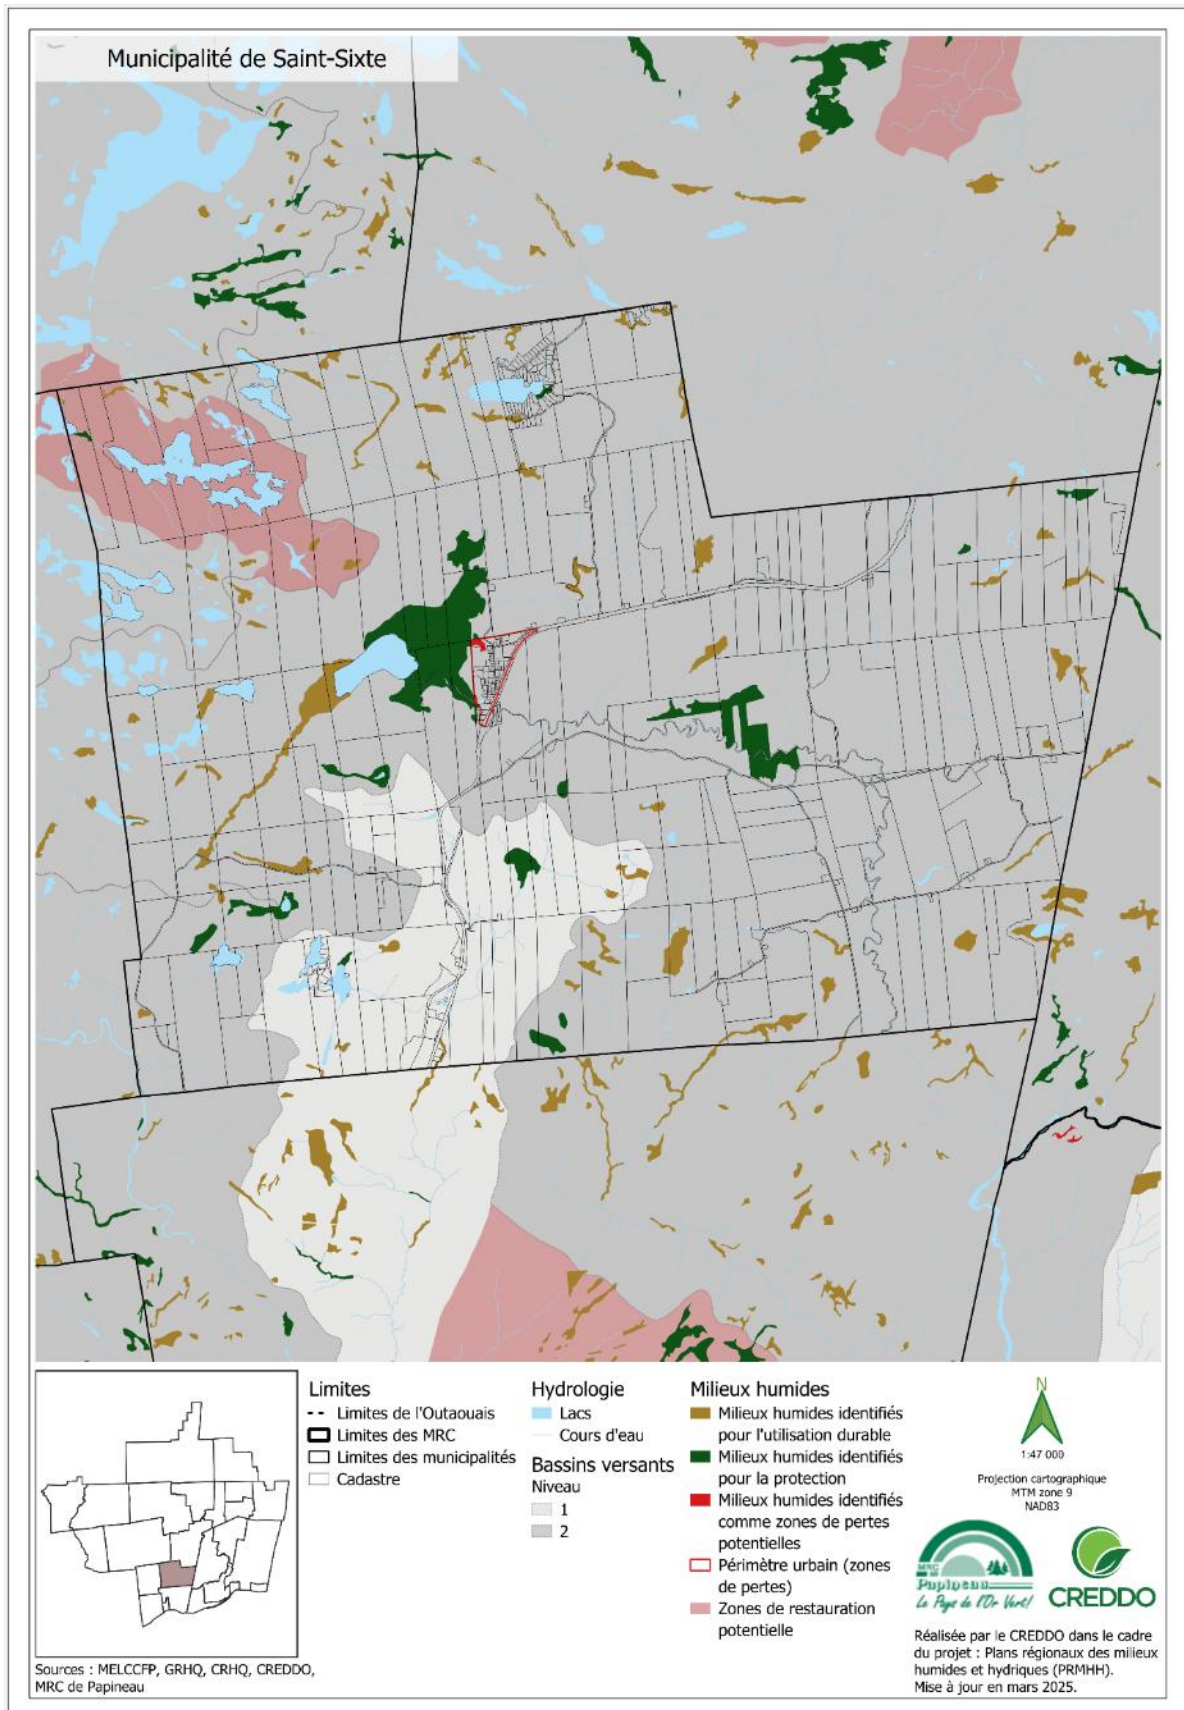 Municipalité de Saint-Sixte
Limites
Limites de l'Outaouais
Limites des MRC
Limites des municipalités
Cadastre
Hydrologie
Lacs
Cours d'eau
Bassins versants
Niveau
1
2
Milieux humides
Milieux humides identifiés
pour l'utilisation durable
Milieux humides identifiés
pour la protection
Milieux humides identifiés
comme zones de pertes
potentielles
Périmètre urbain (zones
de pertes)
Zones de restauration
potentielle
N
1:47 000
Projection cartographique
MTM zone 9
NAD83
MRC
Papineau
Le Pays de l'Or Vert!
CREDDO
Réalisée par le CREDDO dans le cadre
du projet : Plans régionaux des milieux
humides et hydriques (PRMHH).
Mise à jour en mars 2025.
Sources : MELCCFP, GRHQ, CRHQ, CREDDO,
MRC de Papineau